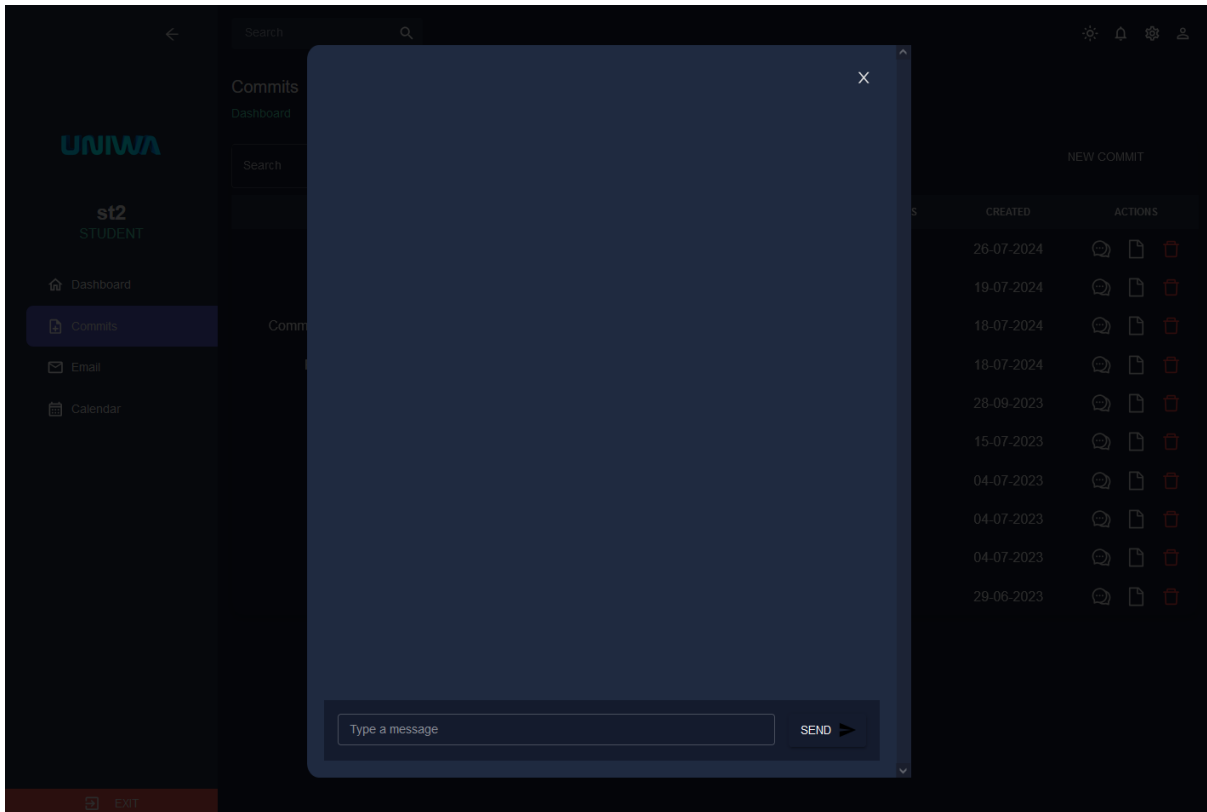 Search
Commits
Dashboard
UNIWA
Search
NEW COMMIT
st2
STUDENT
S CREATED ACTIONS
26-07-2024
Dashboard
19-07-2024
Commits
Comm
18-07-2024
Email
18-07-2024
Calendar
28-09-2023
15-07-2023
04-07-2023
04-07-2023
04-07-2023
29-06-2023
X
Type a message
SEND
EXIT